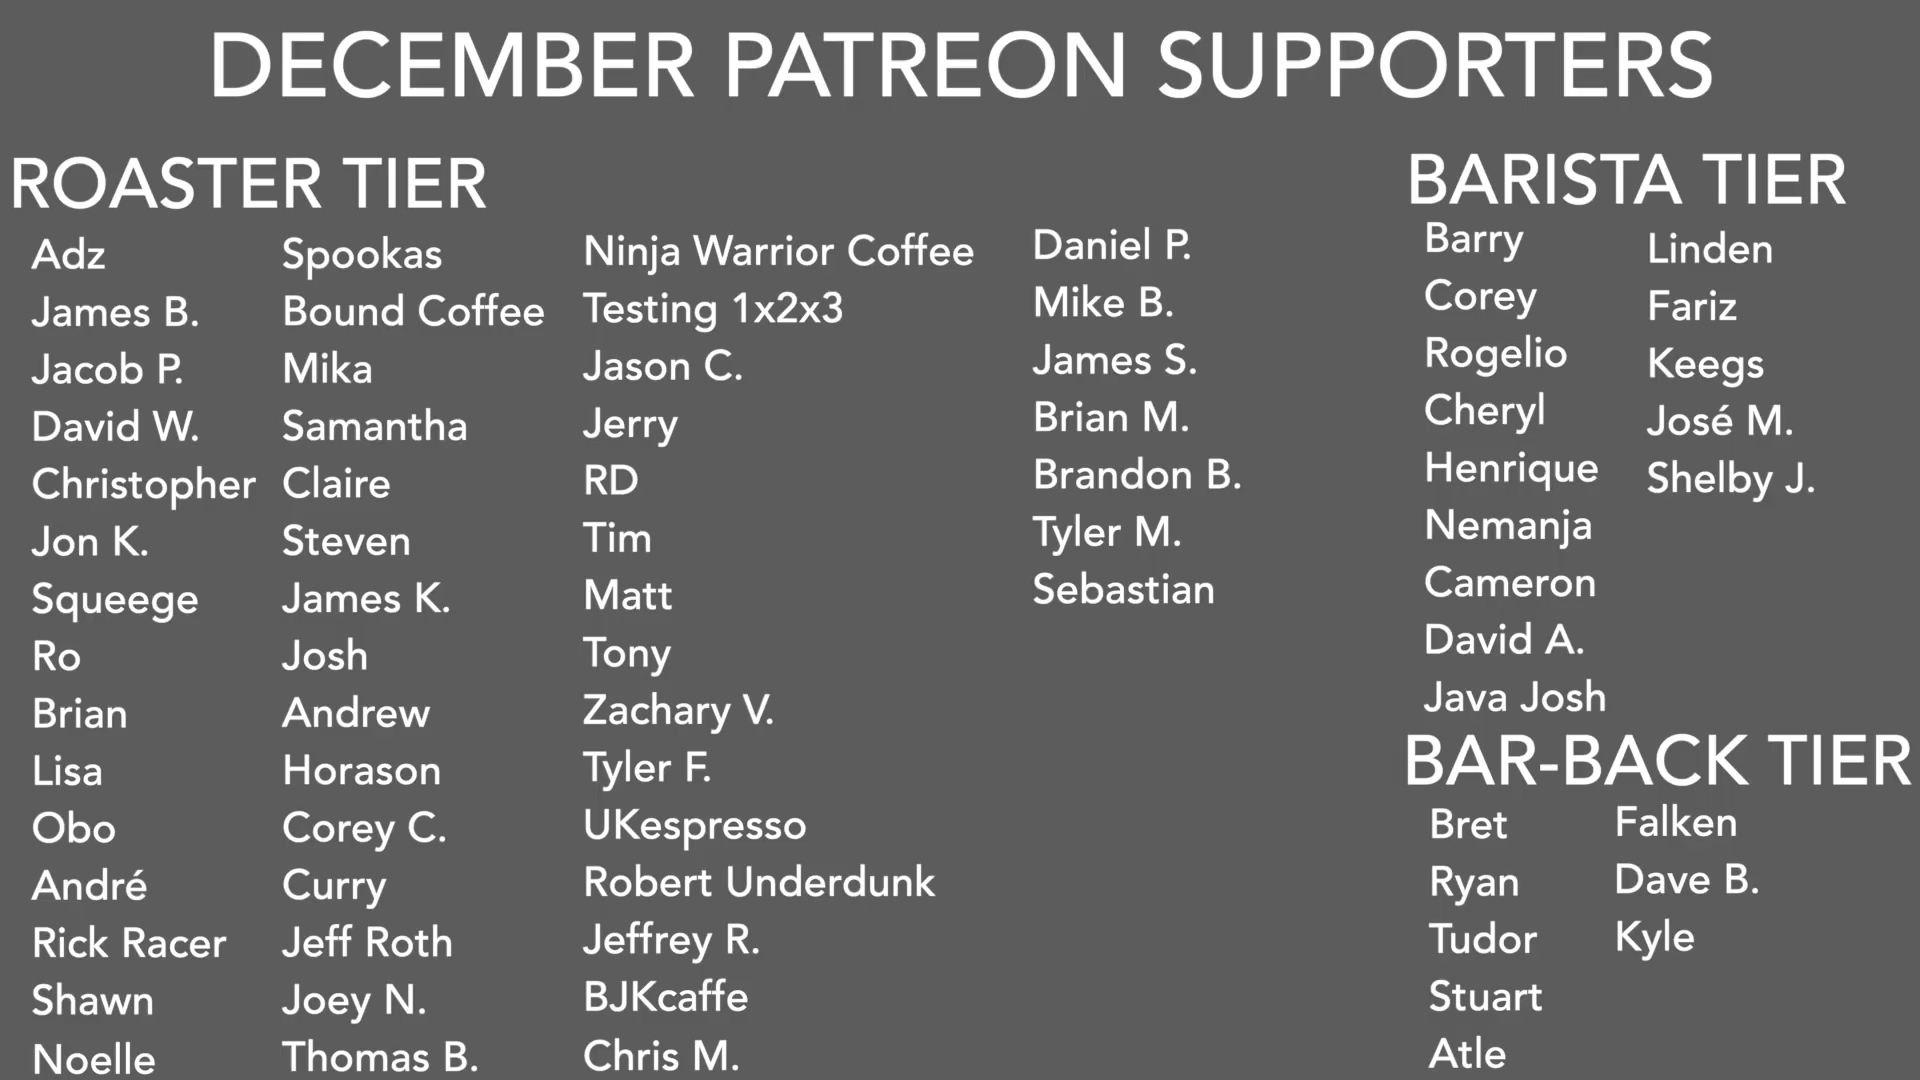 DECEMBER PATREON SUPPORTERS
ROASTER TIER
Adz
James B.
Jacob P.
David W.
Christopher
Jon K.
Squeege
Ro
Brian
Lisa
Obo
André
Rick Racer
Shawn
Noelle
Spookas
Bound Coffee
Mika
Samantha
Claire
Steven
James K.
Josh
Andrew
Horason
Corey C.
Curry
Jeff Roth
Joey N.
Thomas B.
Ninja Warrior Coffee
Testing 1x2x3
Jason C.
Jerry
RD
Tim
Matt
Tony
Zachary V.
Tyler F.
UKespresso
Robert Underdunk
Jeffrey R.
BJKcaffe
Chris M.
Daniel P.
Mike B.
James S.
Brian M.
Brandon B.
Tyler M.
Sebastian
BARISTA TIER
Barry
Corey
Rogelio
Cheryl
Henrique
Nemanja
Cameron
David A.
Java Josh
Linden
Fariz
Keegs
José M.
Shelby J.
BAR-BACK TIER
Bret
Ryan
Tudor
Stuart
Atle
Falken
Dave B.
Kyle